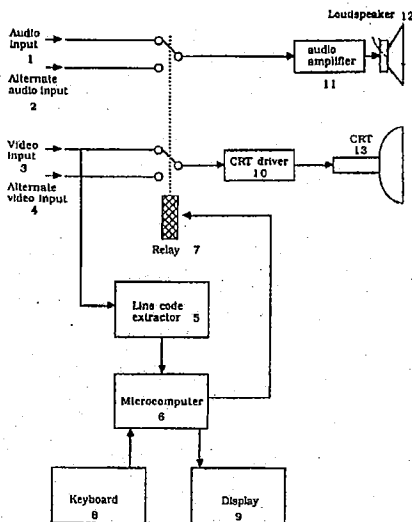 Loudspeaker 12
Audio
input
1
Alternate
audio input
2
audio
amplifier
11
Video
input
3
Alternate
video input
4
CRT driver
10
CRT
13
Relay 7
Line code
extractor 5
Microcomputer
6
Keyboard
8
Display
9